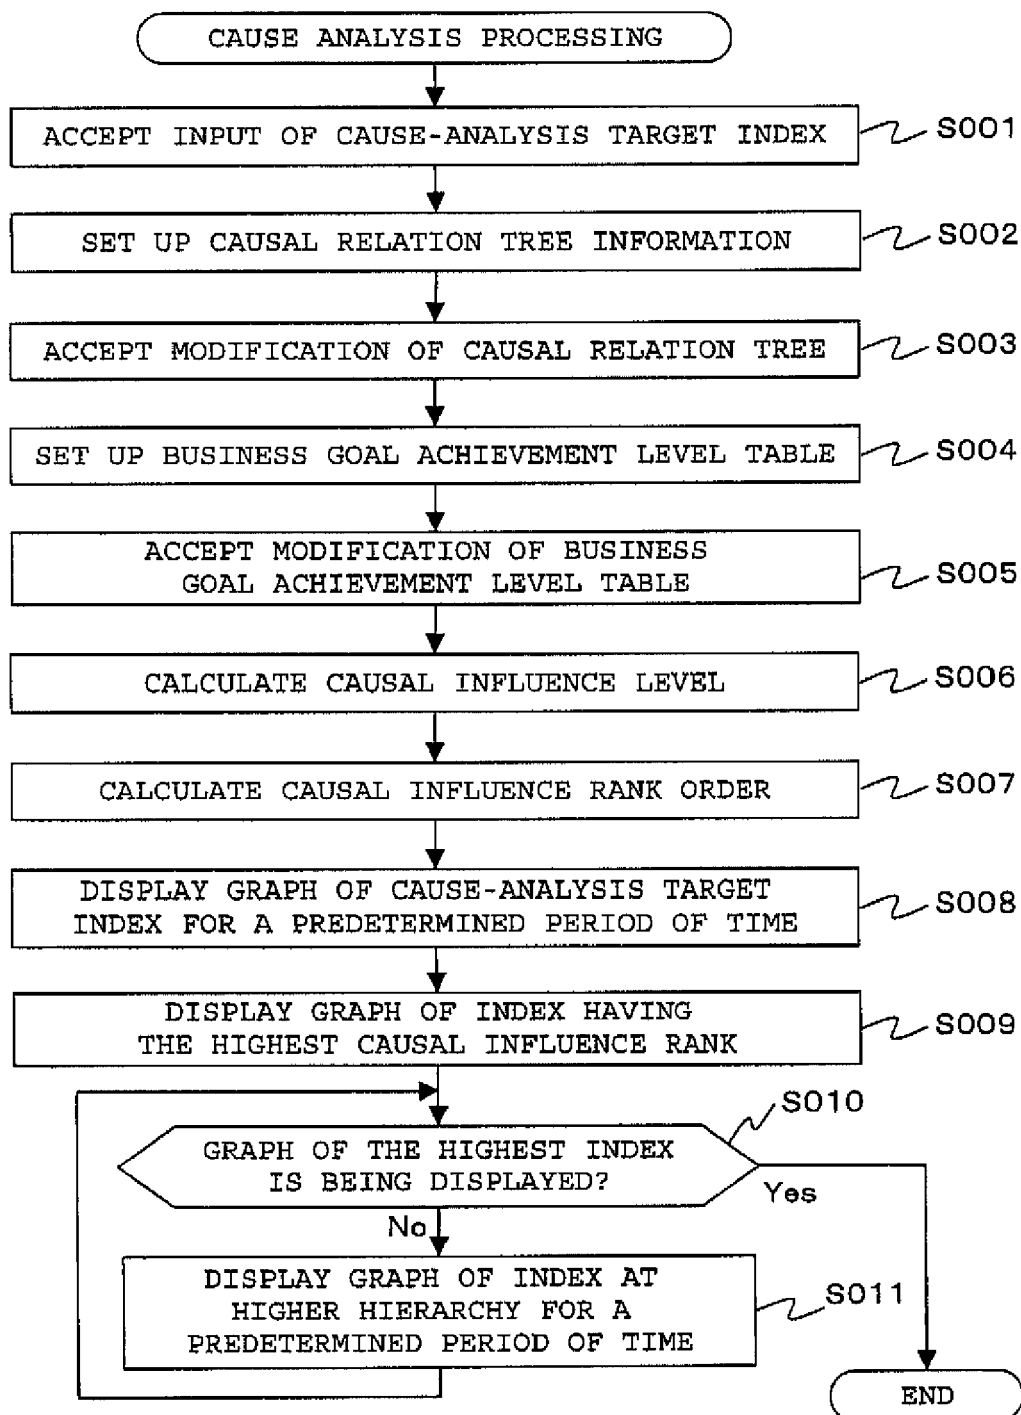 CAUSE ANALYSIS PROCESSING
ACCEPT INPUT OF CAUSE-ANALYSIS TARGET INDEX
S001
SET UP CAUSAL RELATION TREE INFORMATION
S002
ACCEPT MODIFICATION OF CAUSAL RELATION TREE
S003
SET UP BUSINESS GOAL ACHIEVEMENT LEVEL TABLE
S004
ACCEPT MODIFICATION OF BUSINESS
GOAL ACHIEVEMENT LEVEL TABLE
S005
CALCULATE CAUSAL INFLUENCE LEVEL
S006
CALCULATE CAUSAL INFLUENCE RANK ORDER
S007
DISPLAY GRAPH OF CAUSE-ANALYSIS TARGET
INDEX FOR A PREDETERMINED PERIOD OF TIME
S008
DISPLAY GRAPH OF INDEX HAVING
THE HIGHEST CAUSAL INFLUENCE RANK
S009
S010
GRAPH OF THE HIGHEST INDEX
IS BEING DISPLAYED?
Yes
No
DISPLAY GRAPH OF INDEX AT
HIGHER HIERARCHY FOR A
PREDETERMINED PERIOD OF TIME
S011
END